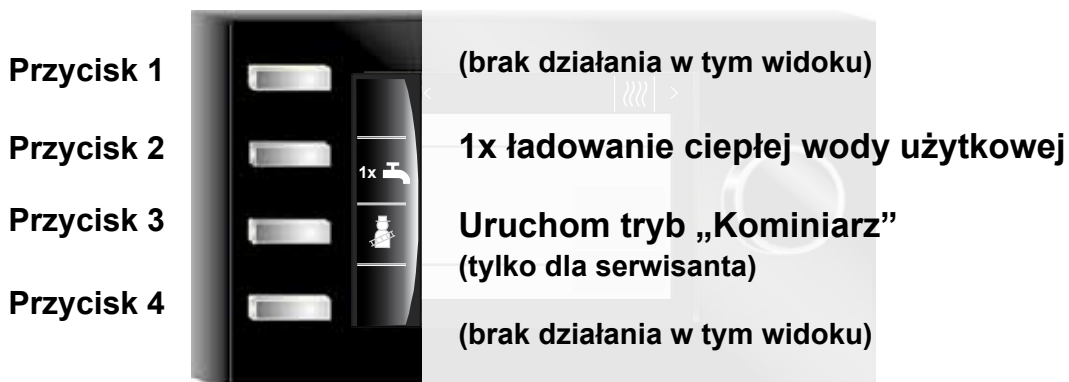 Przycisk 1
(brak działania w tym widoku)
Przycisk 2
1x ładowanie ciepłej wody użytkowej
1x
Przycisk 3
Uruchom tryb „Kominiarz”
(tylko dla serwisanta)
Przycisk 4
(brak działania w tym widoku)